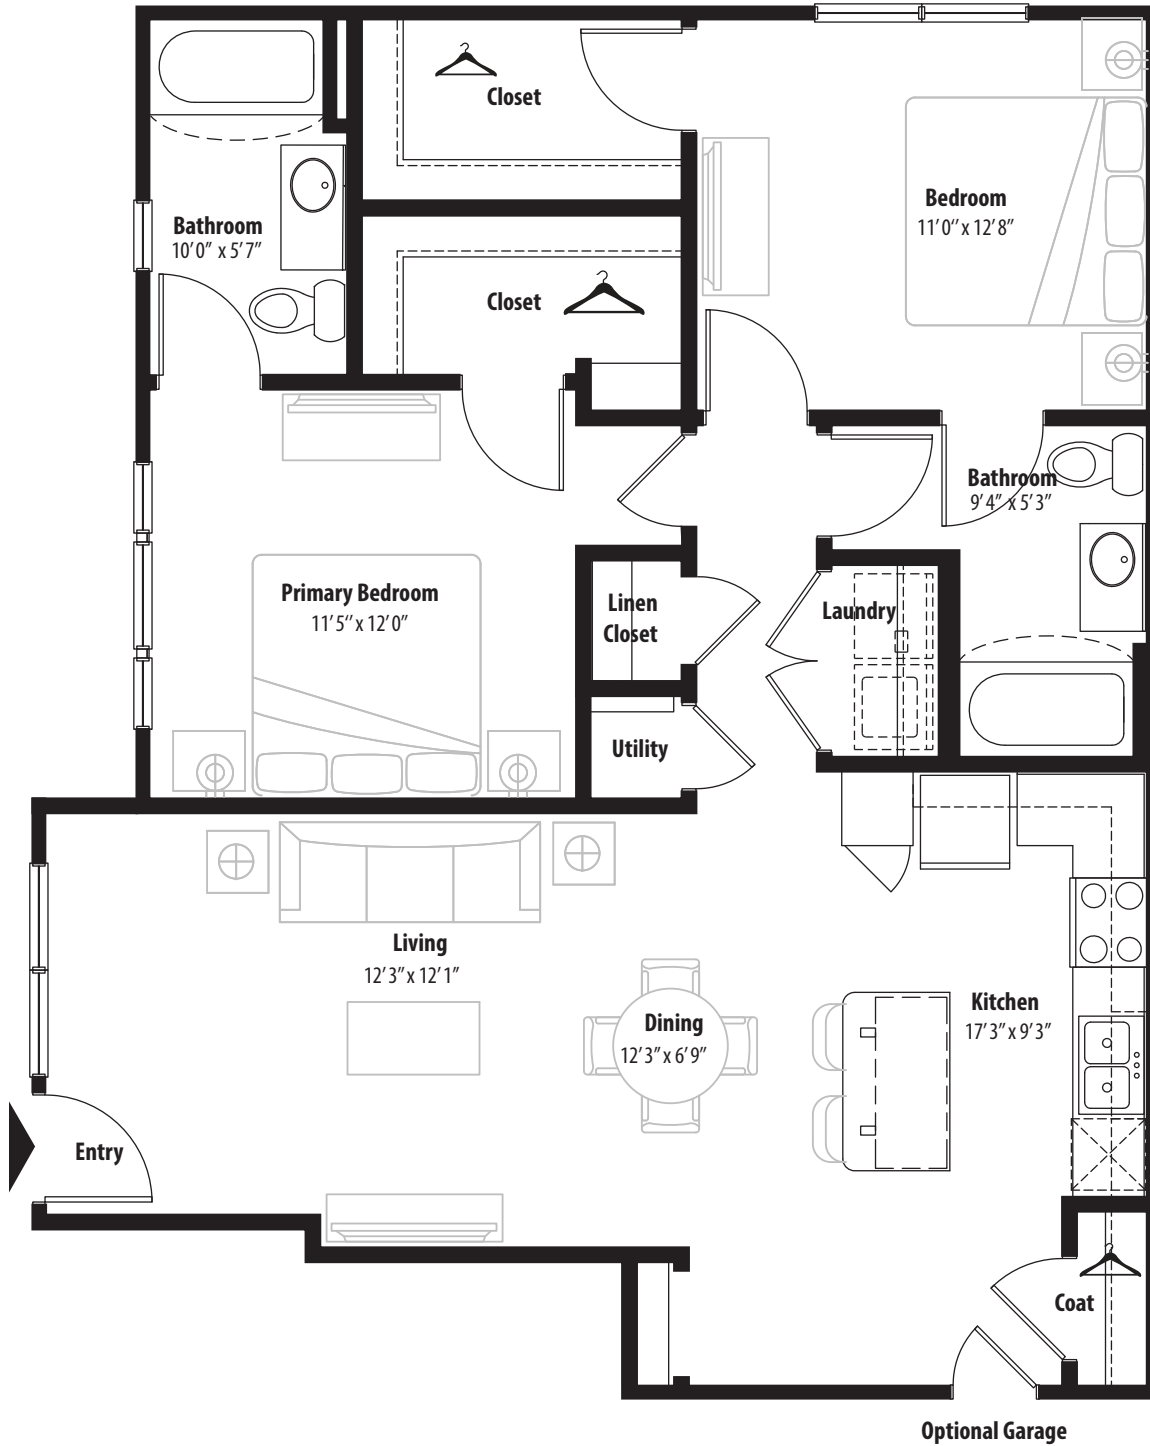 Closet
Bedroom
11'0" x 12'8"
Bathroom
10'0" x 5'7"
Closet
Bathroom
9'4" x 5'3"
Primary Bedroom
11'5" x 12'0"
Linen
Closet
Laundry
Utility
Living
12'3" x 12'1"
Kitchen
17'3" x 9'3"
Dining
12'3" x 6'9"
Entry
Coat
Optional Garage